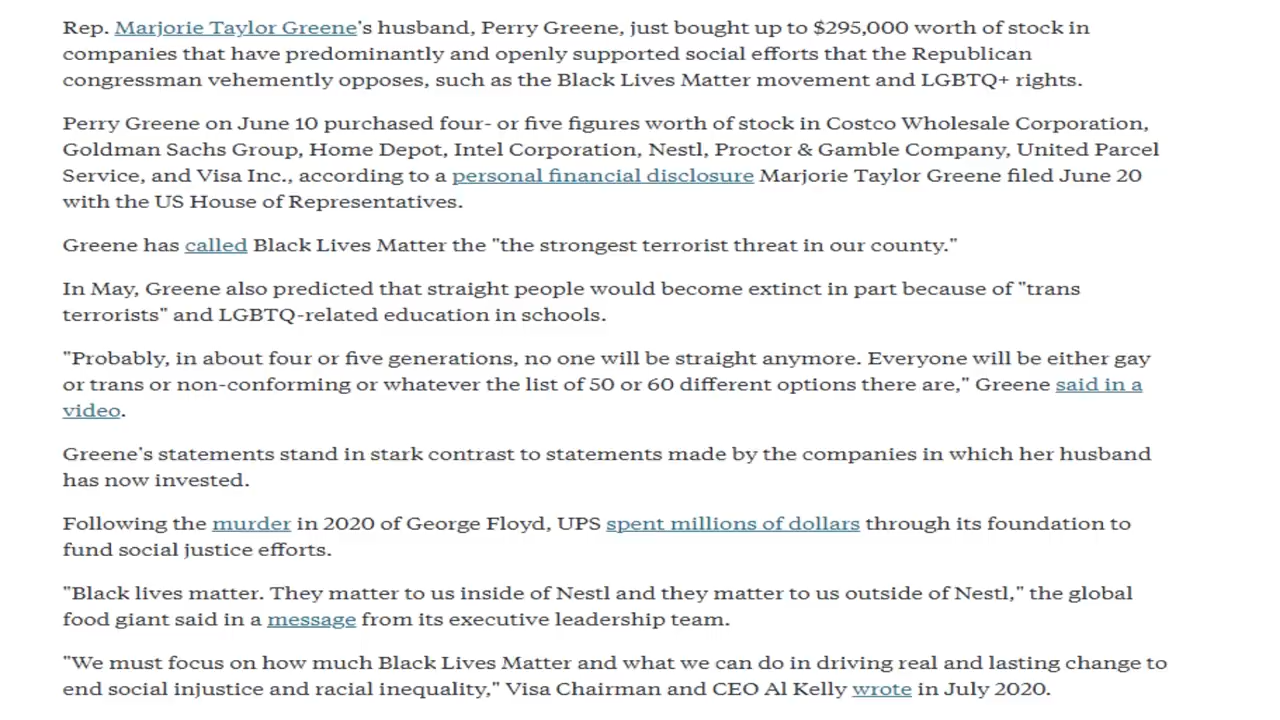 Rep. Marjorie Taylor Greene's husband, Perry Greene, just bought up to $295,000 worth of stock in
companies that have predominantly and openly supported social efforts that the Republican
congressman vehemently opposes, such as the Black Lives Matter movement and LGBTQ+ rights.
Perry Greene on June 10 purchased four- or five figures worth of stock in Costco Wholesale Corporation,
Goldman Sachs Group, Home Depot, Intel Corporation, Nestl, Proctor & Gamble Company, United Parcel
Service, and Visa Inc., according to a personal financial disclosure Marjorie Taylor Greene filed June 20
with the US House of Representatives.
Greene has called Black Lives Matter the "the strongest terrorist threat in our county."
In May, Greene also predicted that straight people would become extinct in part because of "trans
terrorists" and LGBTQ-related education in schools.
"Probably, in about four or five generations, no one will be straight anymore. Everyone will be either gay
or trans or non-conforming or whatever the list of 50 or 60 different options there are," Greene said in a
video.
Greene's statements stand in stark contrast to statements made by the companies in which her husband
has now invested.
Following the murder in 2020 of George Floyd, UPS spent millions of dollars through its foundation to
fund social justice efforts.
"Black lives matter. They matter to us inside of Nestl and they matter to us outside of Nestl," the global
food giant said in a message from its executive leadership team.
"We must focus on how much Black Lives Matter and what we can do in driving real and lasting change to
end social injustice and racial inequality," Visa Chairman and CEO Al Kelly wrote in July 2020.